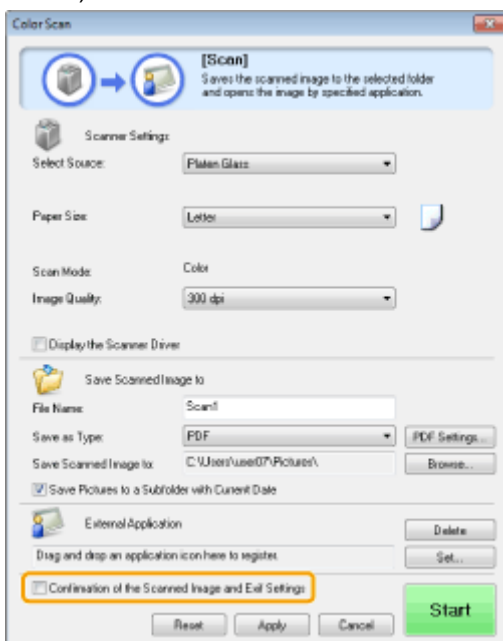 Color Scan
[Scan]
Saves the scanned image to the selected folder
and opens the image by specified application.
Scanner Settings
Select Source: Platen Glass
Paper Size: Letter
Scan Mode: Color
Image Quality: 300 dpi
Display the Scanner Driver
Save Scanned Image to
File Name: Scan1
Save as Type: PDF PDF Settings...
Save Scanned Image to: C:\Users\user07\Pictures\ Browse...
Save Pictures to a Subfolder with Current Date
External Application
Delete
Drag and drop an application icon here to register. Set...
Confirmation of the Scanned Image and Exif Settings
Start
Reset Apply Cancel